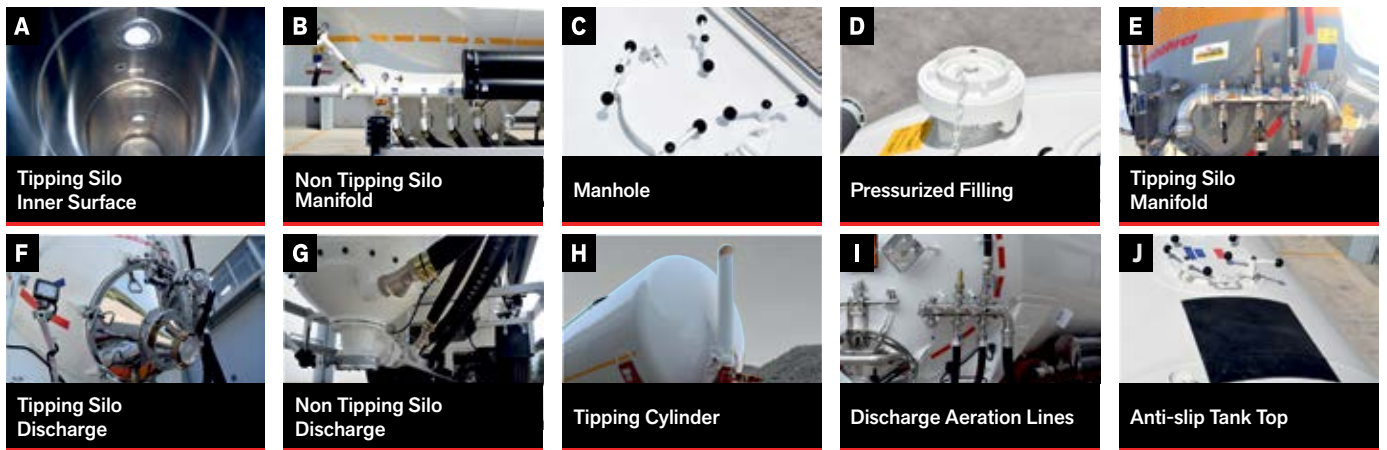 A
B
C
D
E
Tipping Silo
Inner Surface
Non Tipping Silo
Manifold
Manhole
Pressurized Filling
Tipping Silo
Manifold
F
G
H
I
J
Tipping Silo
Discharge
Non Tipping Silo
Discharge
Tipping Cylinder
Discharge Aeration Lines
Anti-slip Tank Top